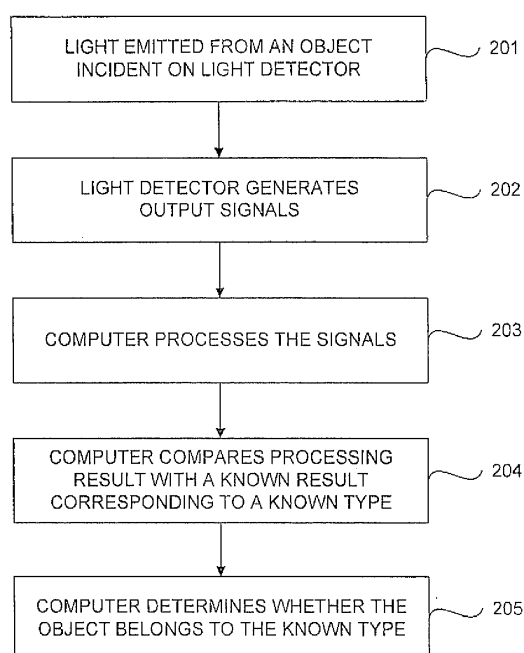 LIGHT EMITTED FROM AN OBJECT
INCIDENT ON LIGHT DETECTOR
201
LIGHT DETECTOR GENERATES
OUTPUT SIGNALS
202
COMPUTER PROCESSES THE SIGNALS
203
COMPUTER COMPARES PROCESSING
RESULT WITH A KNOWN RESULT
CORRESPONDING TO A KNOWN TYPE
204
COMPUTER DETERMINES WHETHER THE
OBJECT BELONGS TO THE KNOWN TYPE
205